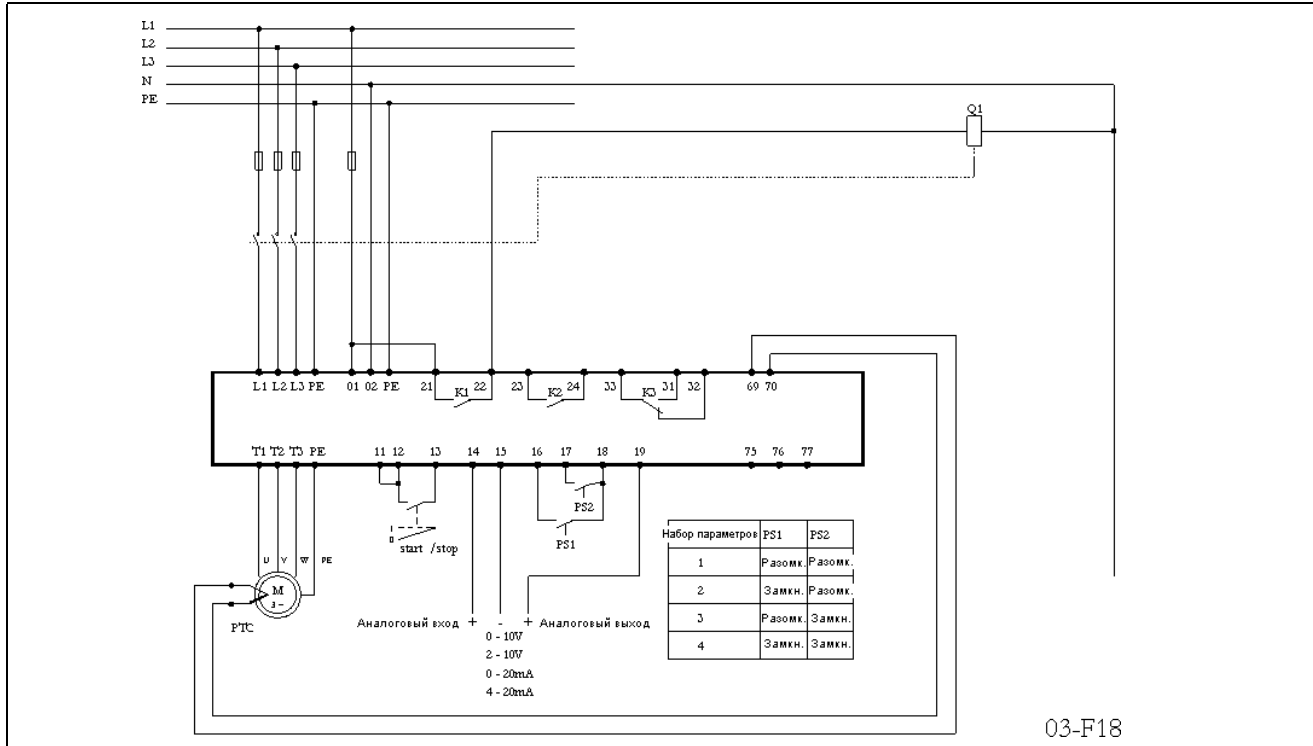 L1
L2
L3
N
PE
Q1
L1 L2 L3 PE 01 02 PE 21 K1 22 23 K2 24 33 K3 31 32 69 70
T1 T2 T3 PE 11 12 13 14 15 16 17 18 19 75 76 77
PS2
PS1
1
0
start /stop
U V W PE
M
3 ~
PTC
Аналоговый вход + - + Аналоговый выход
0 - 10V
2 - 10V
0 - 20mA
4 - 20mA
Набор параметров PS1 PS2
1 Разомк. Разомк.
2 Замкн. Разомк.
3 Разомк. Замкн.
4 Замкн. Замкн.
03-F18